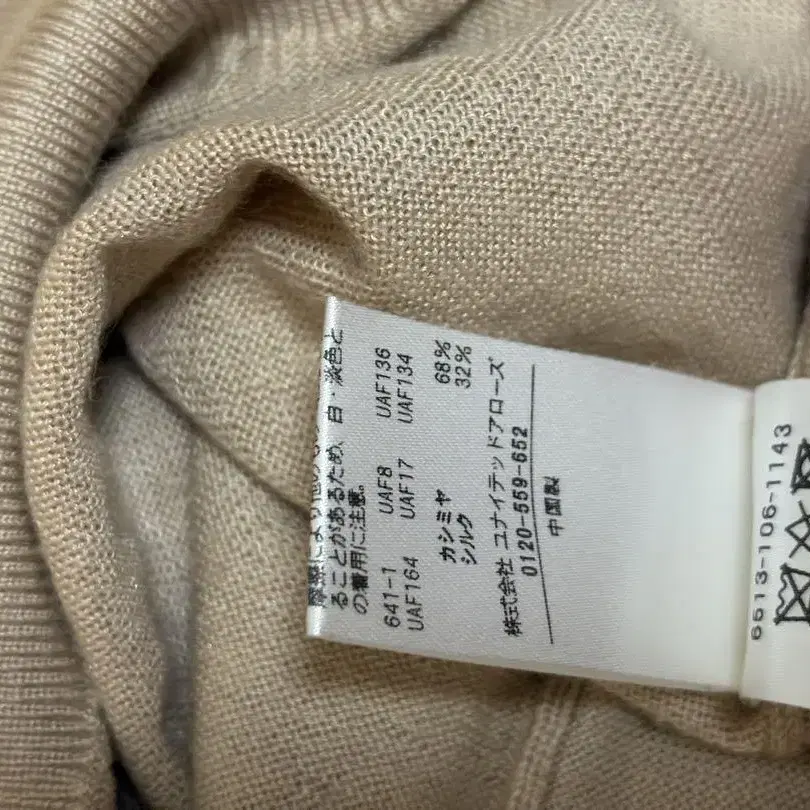 摩擦により他のもの
ることがあるため、白・淡色と
の着用に注意。
641-1 UAF8 UAF136
UAF164 UAF17 UAF134
カシミヤ 68%
シルク 32%
株式会社 ユナイテッドアローズ
0120-559-652
中国製
6513-106-1143